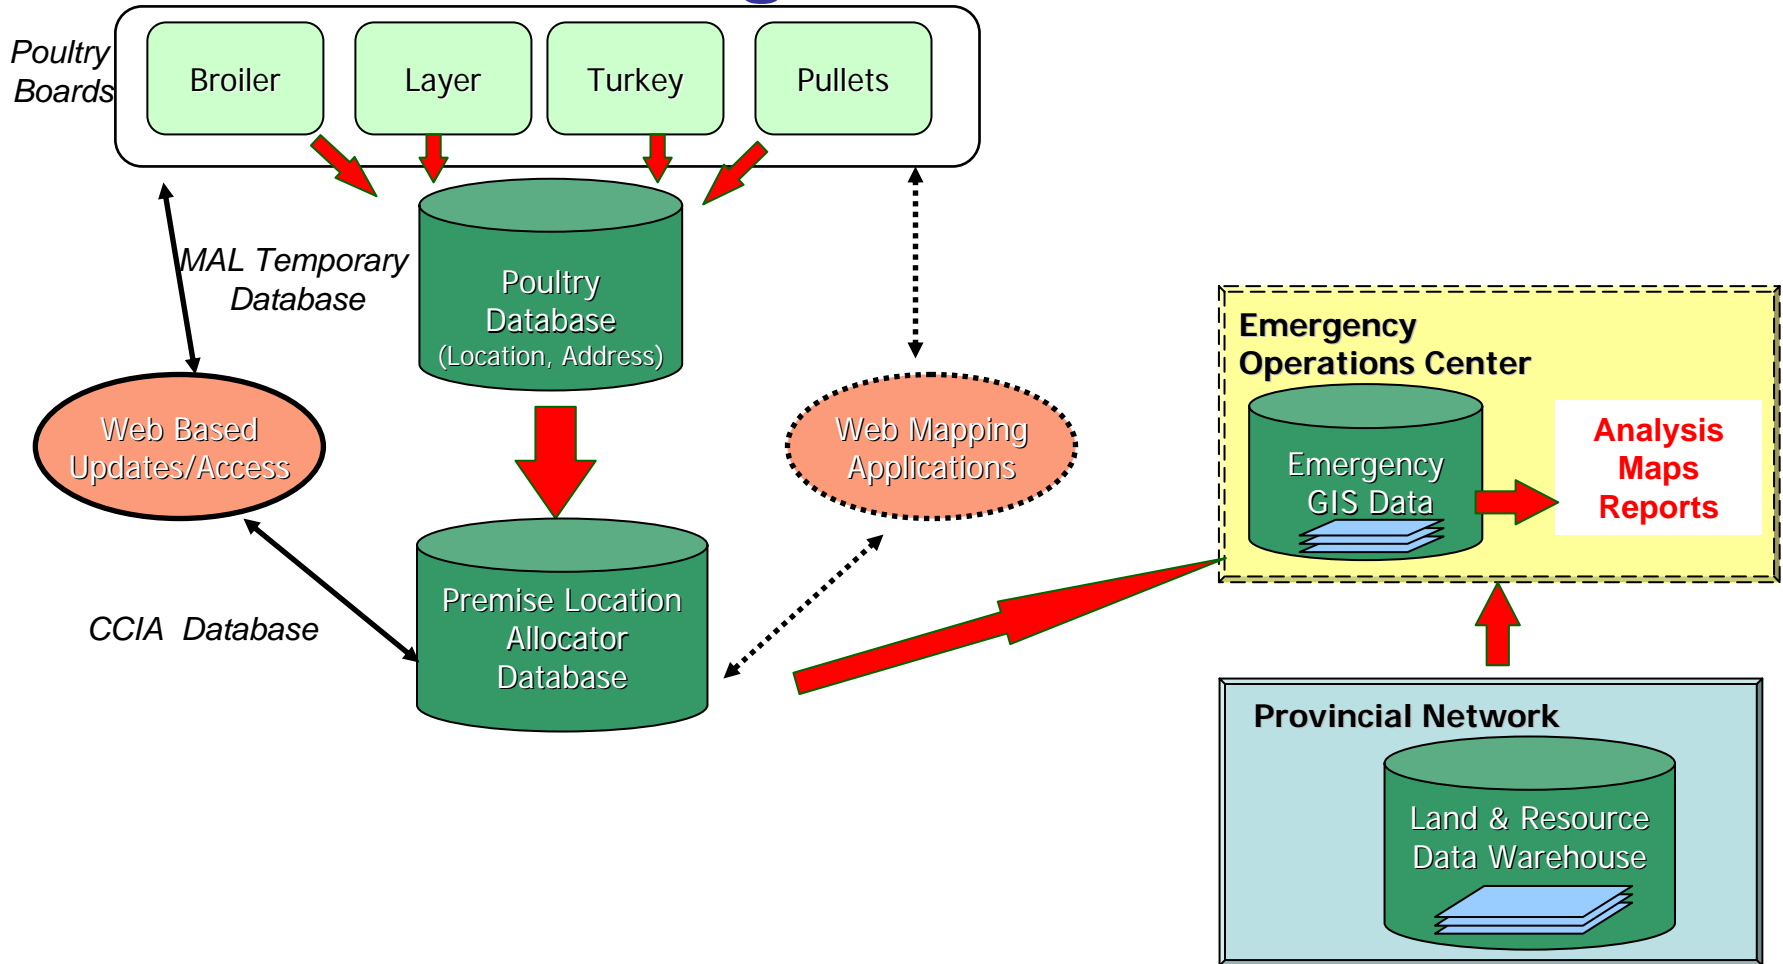 Poultry
Boards
Broiler
Layer
Turkey
Pullets
MAL Temporary
Database
Poultry
Database
(Location, Address)
Web Based
Updates/Access
Web Mapping
Applications
CCIA Database
Premise Location
Allocator
Database
Emergency
Operations Center
Emergency
GIS Data
Analysis
Maps
Reports
Provincial Network
Land & Resource
Data Warehouse